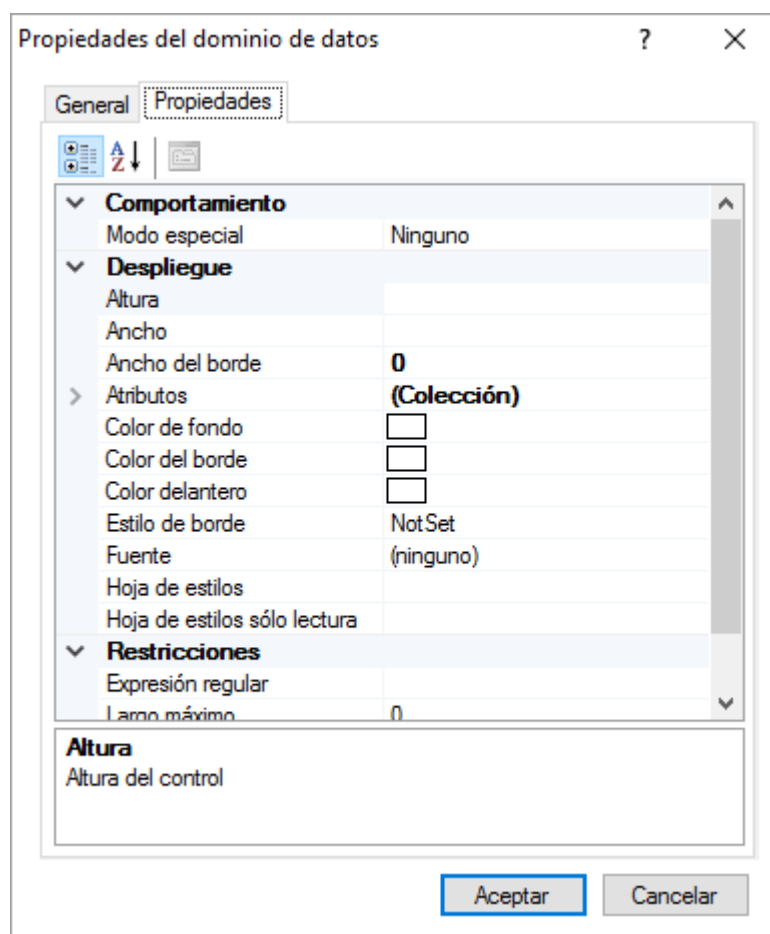 Propiedades del dominio de datos ?
General Propiedades
A
Z
Comportamiento
Modo especial Ninguno
Despliegue
Altura
Ancho
Ancho del borde 0
Atributos (Colección)
Color de fondo
Color del borde
Color delantero
Estilo de borde NotSet
Fuente (ninguno)
Hoja de estilos
Hoja de estilos sólo lectura
Restricciones
Expresión regular
Largo máximo 0
Altura
Altura del control
Aceptar Cancelar